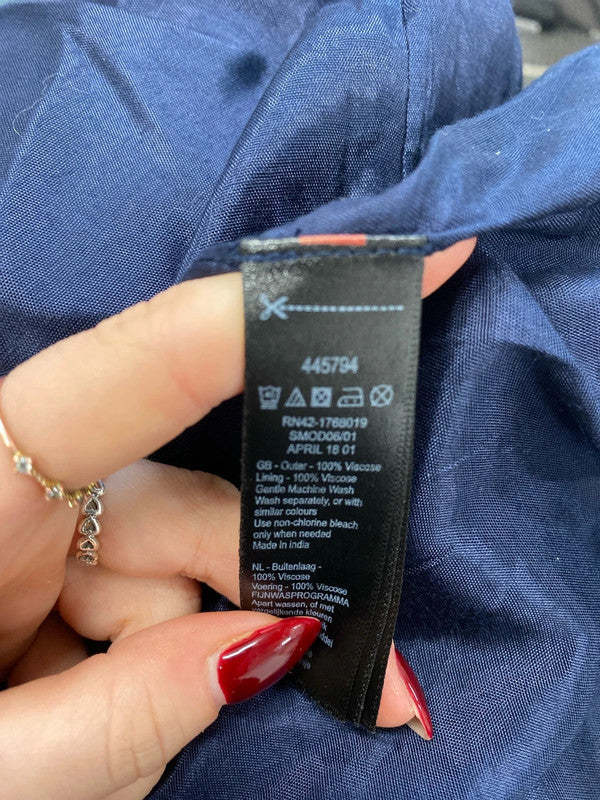 445794
RN42-1768019
SMOD06/01
APRIL 18 01
GB - Outer - 100% Viscose
Lining - 100% Viscose
Gentle Machine Wash
Wash separately, or with
similar colours
Use non-chlorine bleach
only when needed
Made in india
NL - Buitenlaag -
100% Viscose
Voering - 100% Viscose
FIJNWASPROGRAMMA
Apart wassen, of met
vergelijkbare kleuren